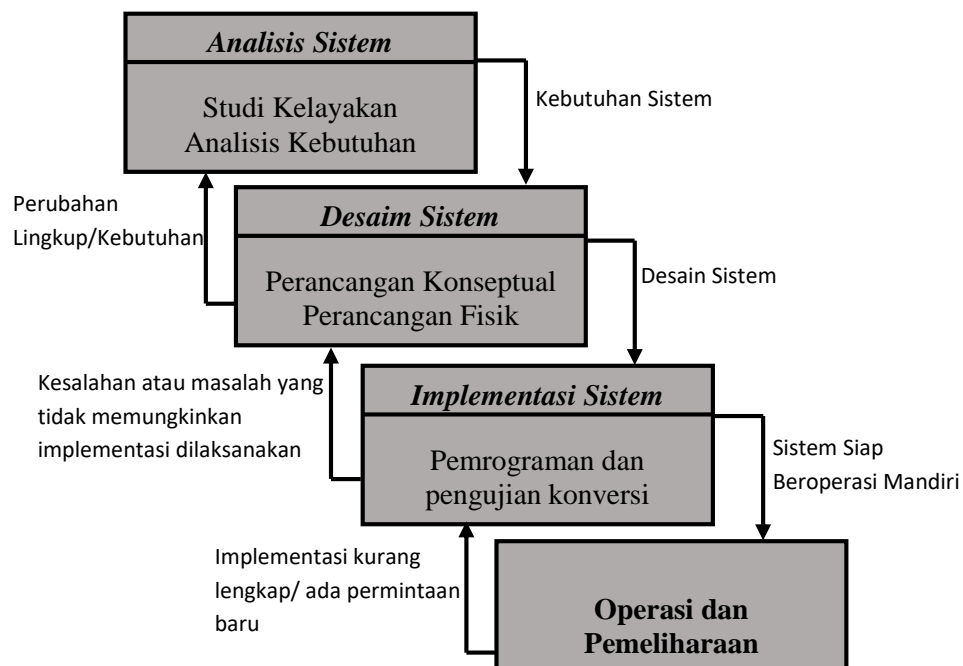 Analisis Sistem
Studi Kelayakan
Analisis Kebutuhan
Kebutuhan Sistem
Perubahan
Lingkup/Kebutuhan
Desaim Sistem
Perancangan Konseptual
Perancangan Fisik
Desain Sistem
Kesalahan atau masalah yang
tidak memungkinkan
implementasi dilaksanakan
Implementasi Sistem
Pemrograman dan
pengujian konversi
Sistem Siap
Beroperasi Mandiri
Implementasi kurang
lengkap/ ada permintaan
baru
Operasi dan
Pemeliharaan